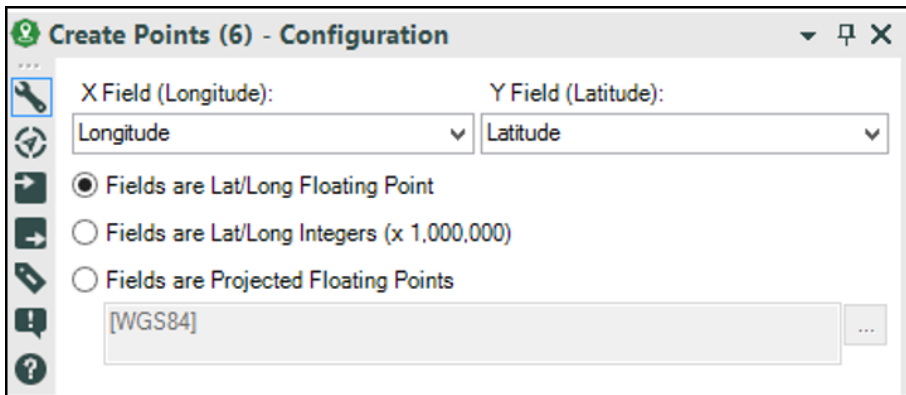 Create Points (6) - Configuration
X Field (Longitude): Y Field (Latitude):
Longitude Latitude
Fields are Lat/Long Floating Point
Fields are Lat/Long Integers (x 1,000,000)
Fields are Projected Floating Points
[WGS84] ...